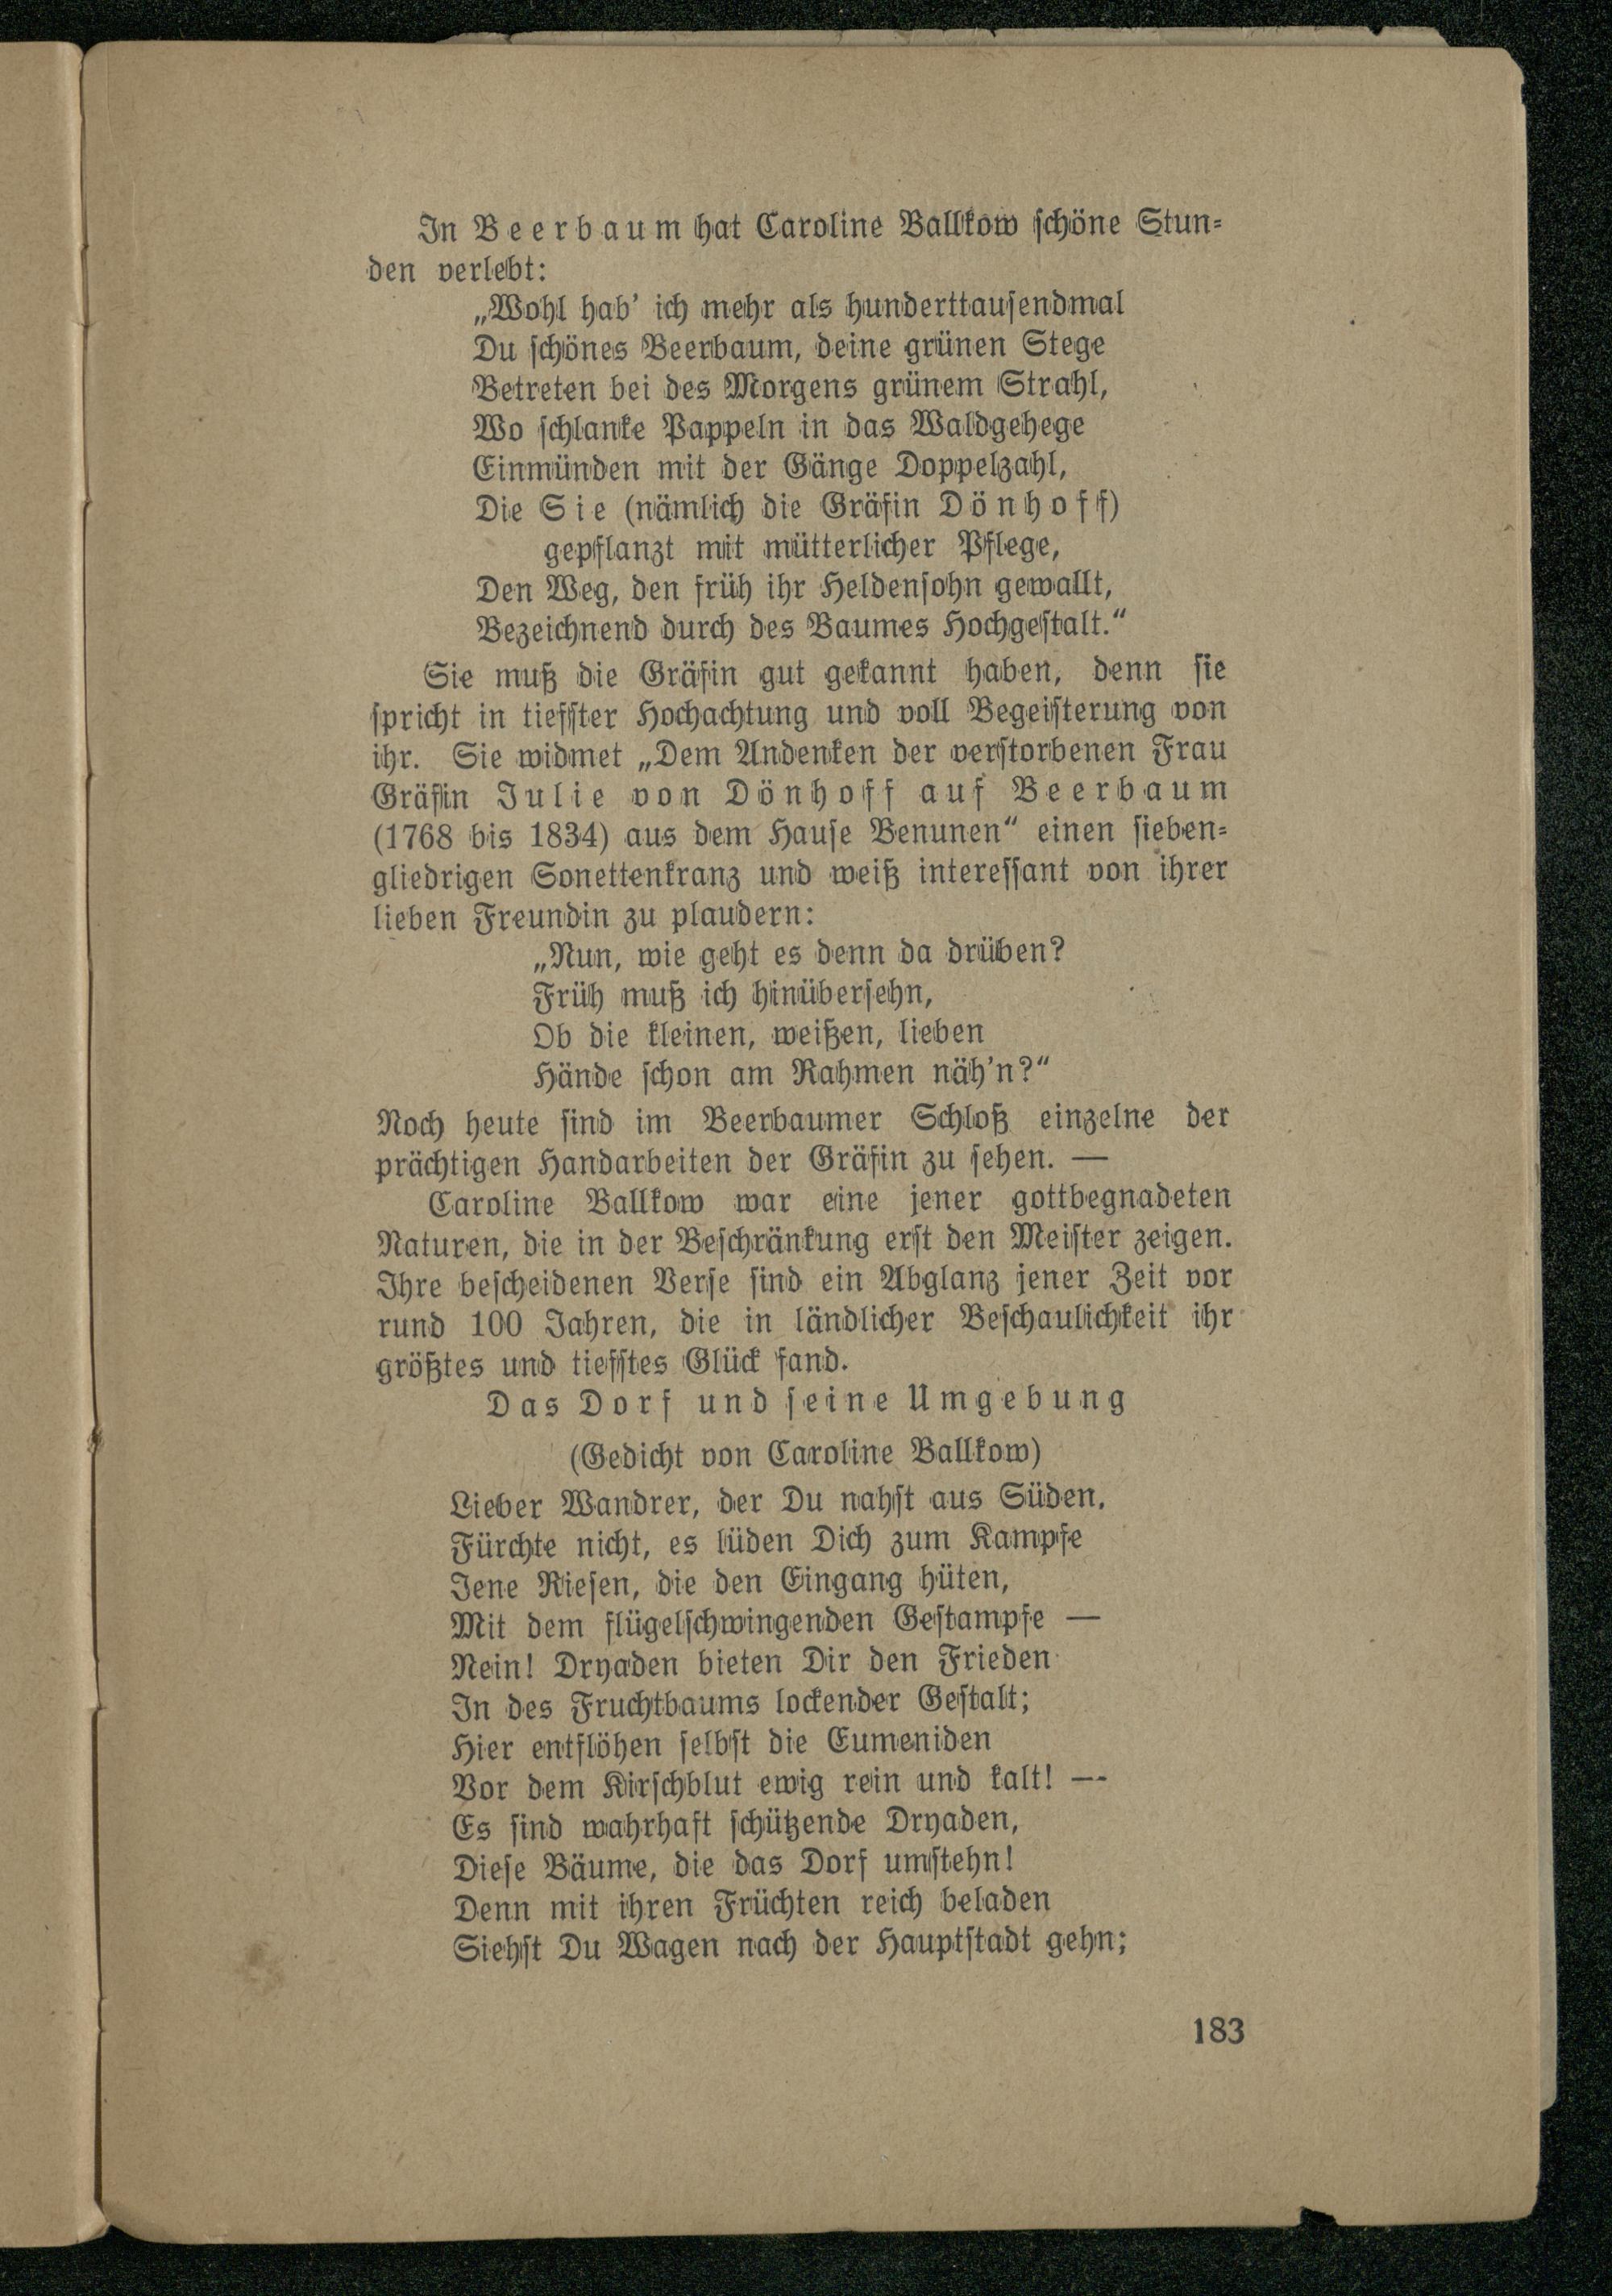 In Beerbaum hat Caroline Ballkow schöne Stun-
den verlebt:
„Wohl hab’ ich mehr als hunderttausendmal
Du schönes Beerbaum, deine grünen Stege
Betreten bei des Morgens grünem Strahl,
Wo schlanke Pappeln in das Waldgehege
Einmünden mit der Gänge Doppelzahl,
Die Sie (nämlich die Gräfin Dönhoff)
gepflanzt mit mütterlicher Pflege,
Den Weg, den früh ihr Heldensohn gewallt,
Bezeichnend durch des Baumes Hochgestalt.“
Sie muß die Gräfin gut gekannt haben, denn sie
spricht in tiefster Hochachtung und voll Begeisterung von
ihr. Sie widmet „Dem Andenken der verstorbenen Frau
Gräfin Julie von Dönhoff auf Beerbaum
(1768 bis 1834) aus dem Hause Benunen“ einen sieben-
gliedrigen Sonettenkranz und weiß interessant von ihrer
lieben Freundin zu plaudern:
„Nun, wie geht es denn da drüben?
Früh muß ich hinübersehn,
Ob die kleinen, weißen, lieben
Hände schon am Rahmen näh’n?“
Noch heute sind im Beerbaumer Schloß einzelne der
prächtigen Handarbeiten der Gräfin zu sehen. —
Caroline Ballkow war eine jener gottbegnadeten
Naturen, die in der Beschränkung erst den Meister zeigen.
Ihre bescheidenen Verse sind ein Abglanz jener Zeit vor
rund 100 Jahren, die in ländlicher Beschaulichkeit ihr
größtes und tiefstes Glück fand.
Das Dorf und seine Umgebung
(Gedicht von Caroline Ballkow)
Lieber Wandrer, der Du nahst aus Süden,
Fürchte nicht, es lüden Dich zum Kampfe
Jene Riesen, die den Eingang hüten,
Mit dem flügelschwingenden Gestampfe —
Nein! Dryaden bieten Dir den Frieden
In des Fruchtbaums lockender Gestalt;
Hier entflöhen selbst die Eumeniden
Vor dem Kirschblut ewig rein und kalt! —
Es sind wahrhaft schützende Dryaden,
Diese Bäume, die das Dorf umstehn!
Denn mit ihren Früchten reich beladen
Siehst Du Wagen nach der Hauptstadt gehn;
183